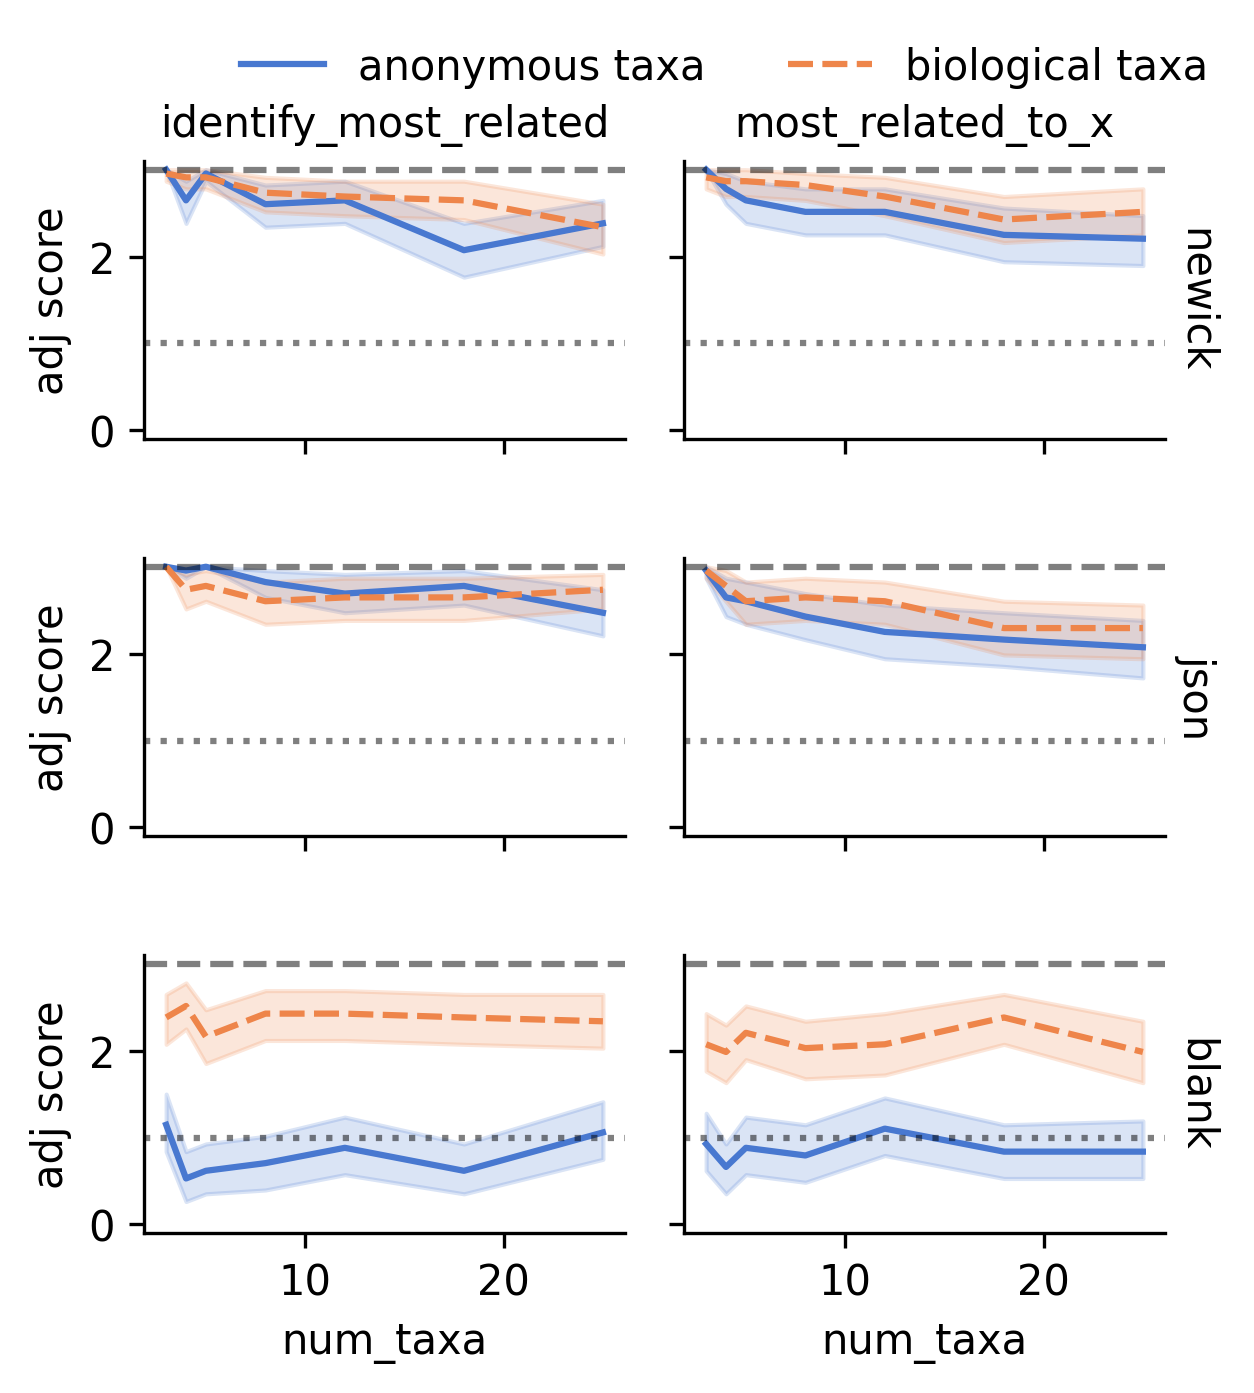 anonymous taxa biological taxa
identify_most_related most_related_to_x
adj score
2
0
newick
adj score
2
0
json
adj score
2
0
blank
10 20 10 20
num_taxa num_taxa